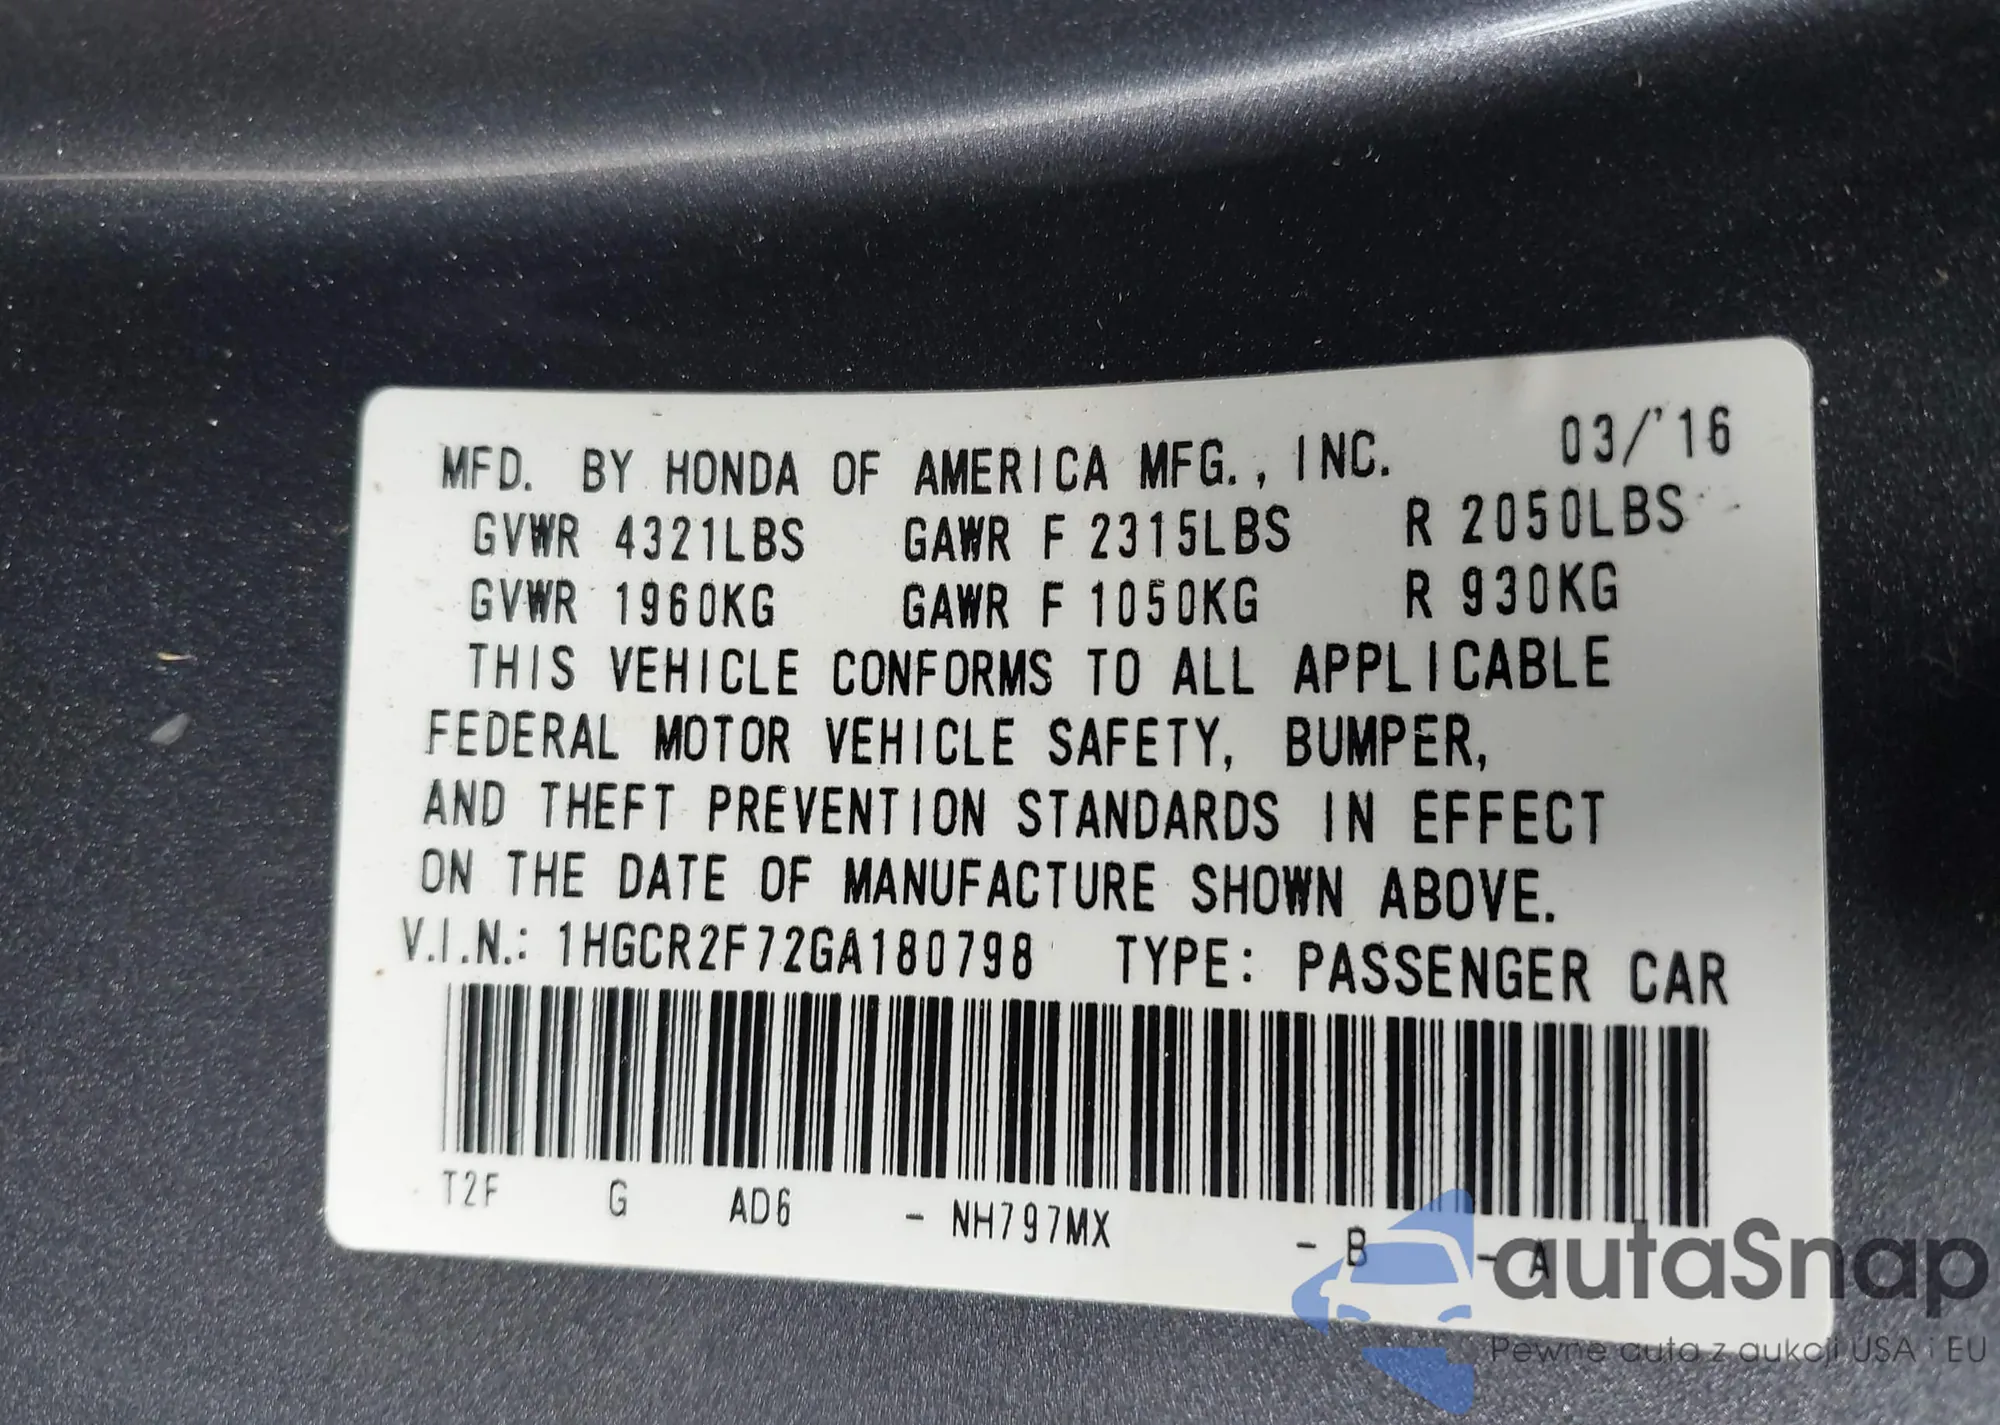 MFD. BY HONDA OF AMERICA MFG., INC. 03/'16
GVWR 4321LBS GAWR F 2315LBS R 2050LBS
GVWR 1960KG GAWR F 1050KG R 930KG
THIS VEHICLE CONFORMS TO ALL APPLICABLE
FEDERAL MOTOR VEHICLE SAFETY, BUMPER,
AND THEFT PREVENTION STANDARDS IN EFFECT
ON THE DATE OF MANUFACTURE SHOWN ABOVE.
V.I.N.: 1HGCR2F72GA180798 TYPE: PASSENGER CAR
T2F G AD6 - NH797MX - B - A
autaSnap
Pewne auta z aukcji USA i EU